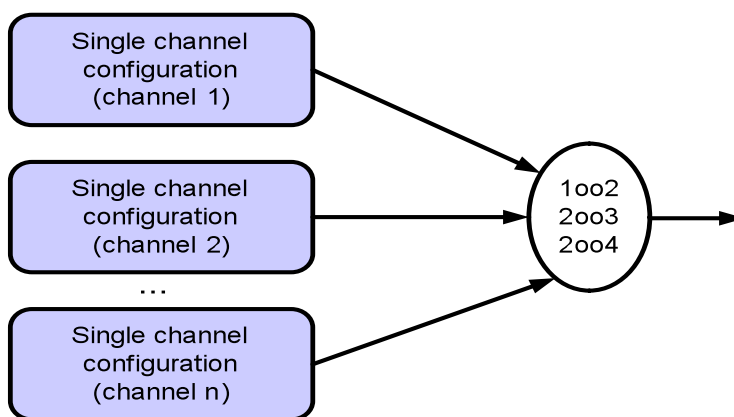 Single channel
configuration
(channel 1)
Single channel
configuration
(channel 2)
...
Single channel
configuration
(channel n)
1oo2
2oo3
2oo4